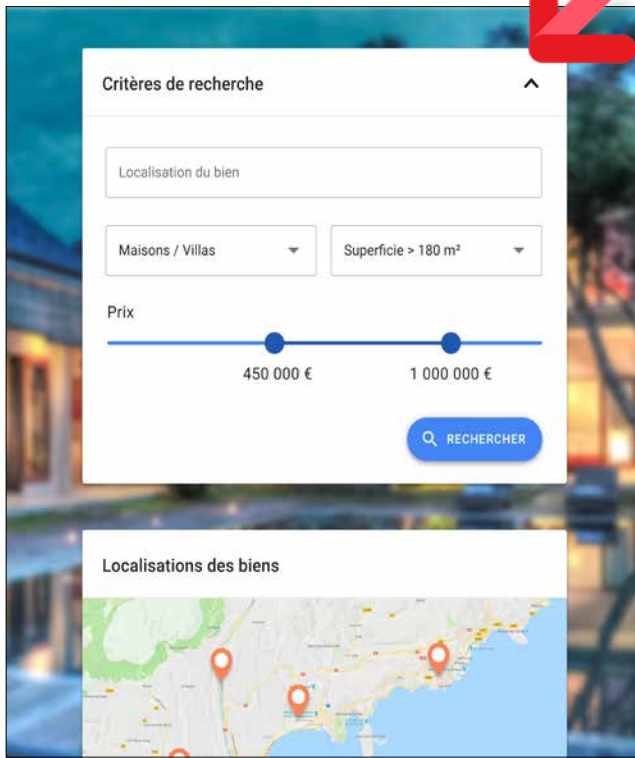 Critères de recherche
Localisation du bien
Maisons / Villas
Superficie > 180 m²
Prix
450 000 €
1 000 000 €
RECHERCHER
Localisations des biens